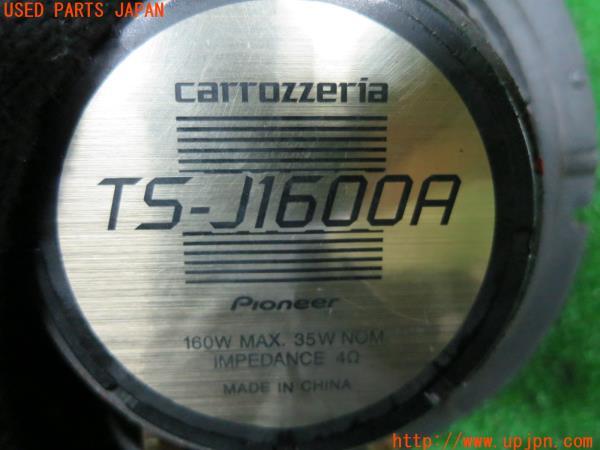 USED PARTS JAPAN
carrozzeria
TS-J1600A
Pioneer
160W MAX. 35W NOM
IMPEDANCE 4Ω
MADE IN CHINA
http://www.upjpn.com